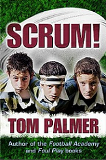 SCRUM!
TOM PALMER
Author of the Football Academy
and Foul Play books